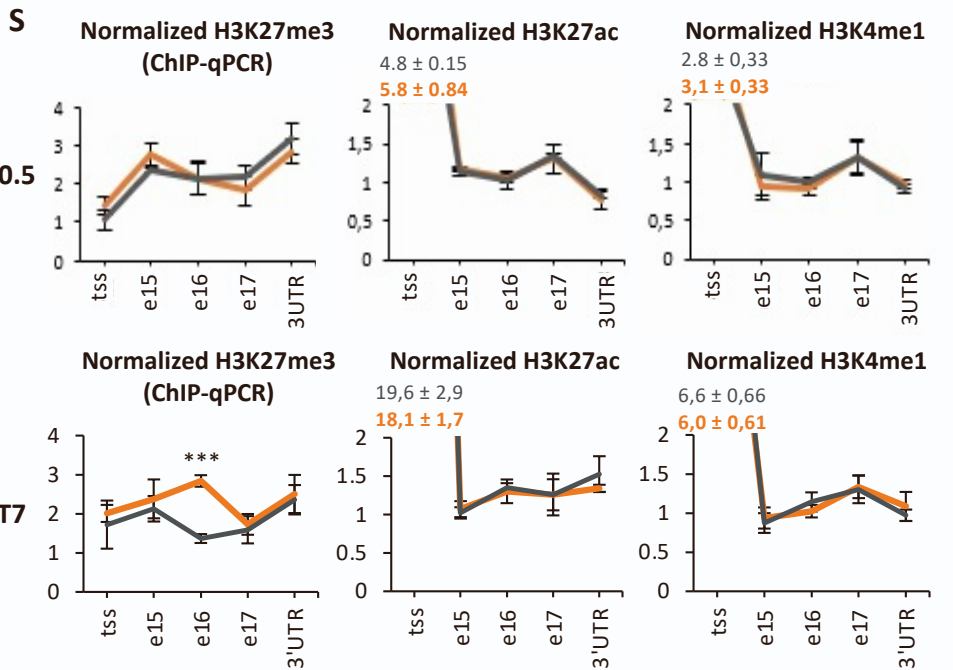 S
Normalized H3K27me3
(ChIP-qPCR)
Normalized H3K27ac
4.8 ± 0.15
5.8 ± 0.84
Normalized H3K4me1
2.8 ± 0,33
3,1 ± 0,33
0.5
4
3
2
1
0
tss
e15
e16
e17
3UTR
2
1,5
1
0,5
0
tss
e15
e16
e17
3UTR
2
1,5
1
0,5
0
tss
e15
e16
e17
3UTR
Normalized H3K27me3
(ChIP-qPCR)
Normalized H3K27ac
19,6 ± 2,9
18,1 ± 1,7
Normalized H3K4me1
6,6 ± 0,66
6,0 ± 0,61
T7
4
3
2
1
0
***
tss
e15
e16
e17
3'UTR
2
1.5
1
0.5
0
tss
e15
e16
e17
3'UTR
2
1.5
1
0.5
0
tss
e15
e16
e17
3'UTR